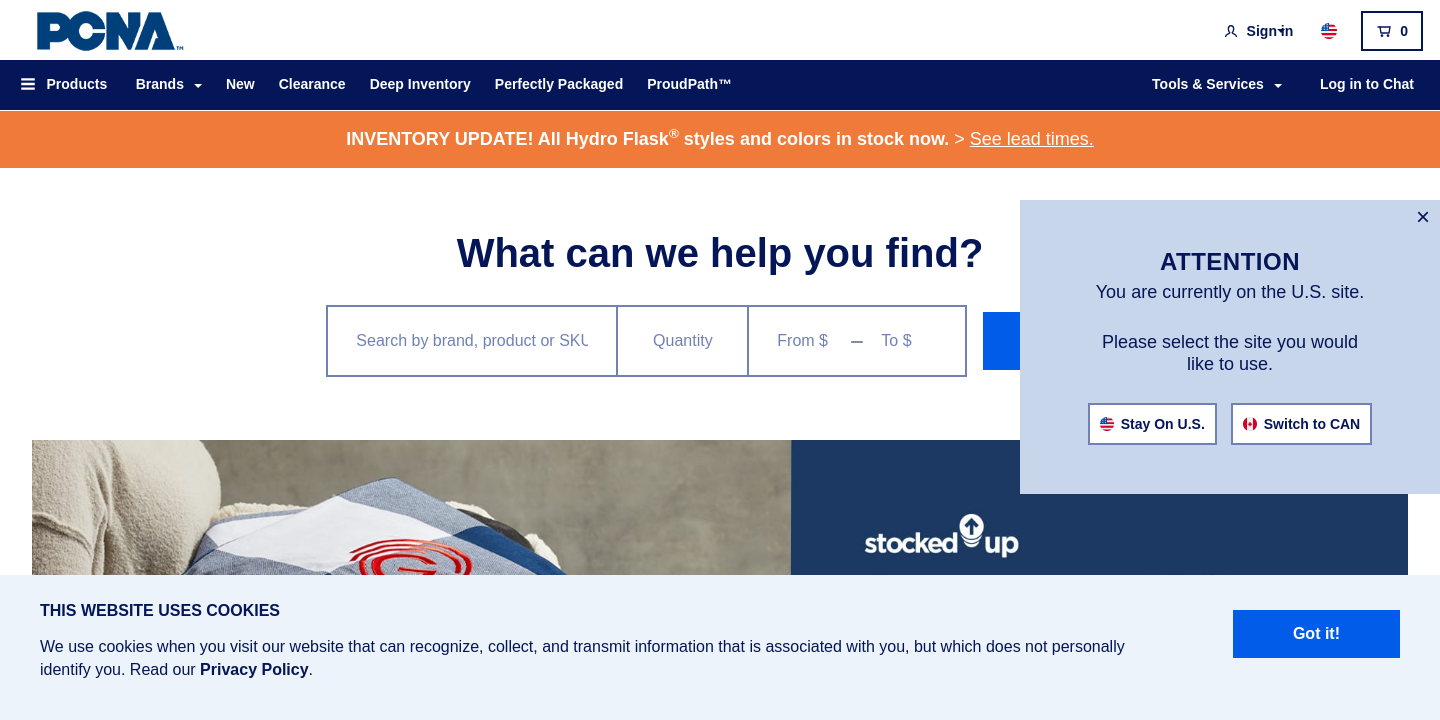 PCNA™
Sign in
0
Products
Brands
New
Clearance
Deep Inventory
Perfectly Packaged
ProudPath™
Tools & Services
Log in to Chat
INVENTORY UPDATE! All Hydro Flask® styles and colors in stock now. > See lead times.
What can we help you find?
Search by brand, product or SKU
Quantity
From $
To $
×
ATTENTION
You are currently on the U.S. site.
Please select the site you would
like to use.
Stay On U.S.
Switch to CAN
stocked up
THIS WEBSITE USES COOKIES
We use cookies when you visit our website that can recognize, collect, and transmit information that is associated with you, but which does not personally
identify you. Read our Privacy Policy.
Got it!